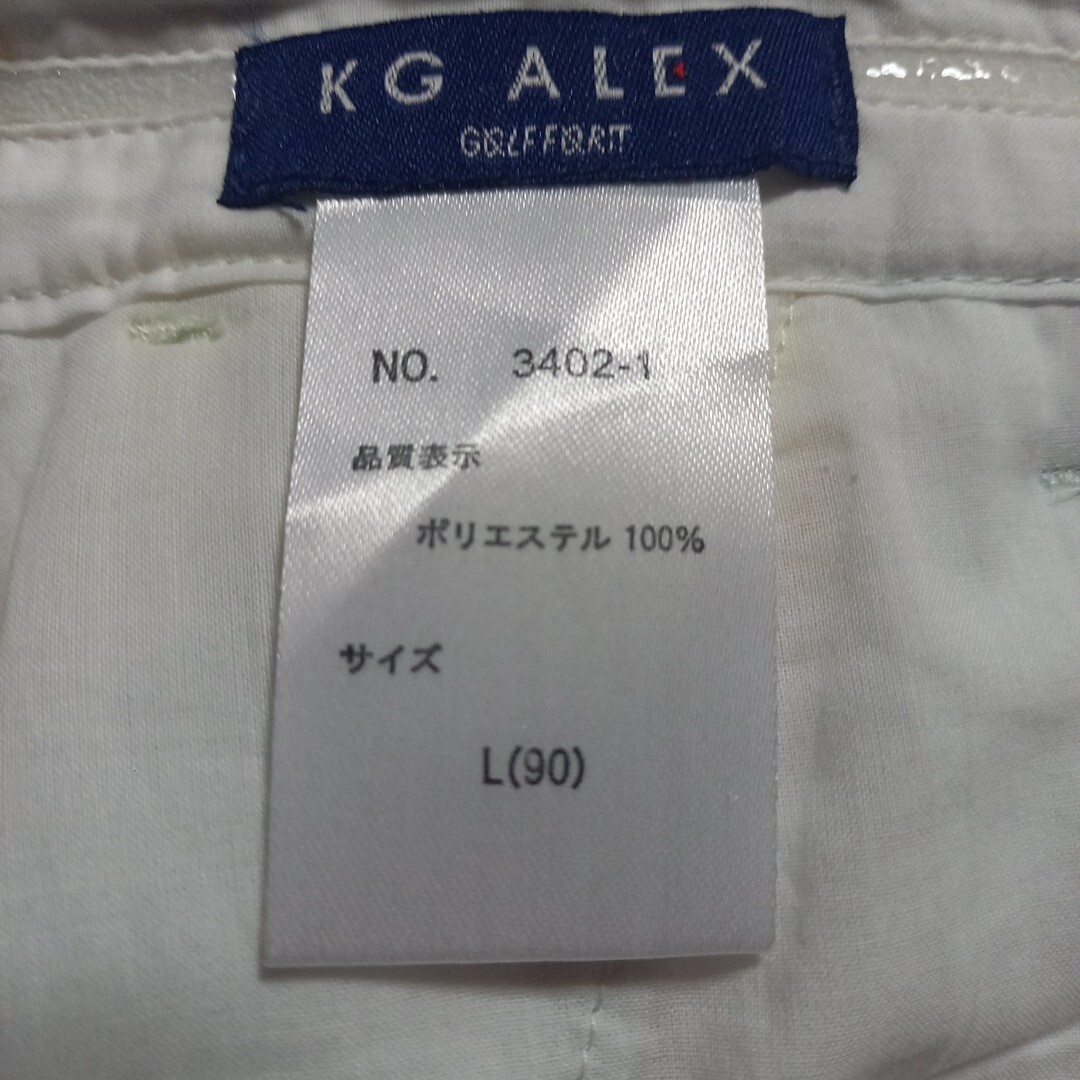 KG ALEX
GOLFFORIT
NO. 3402-1
品質表示
ポリエステル 100%
サイズ
L(90)